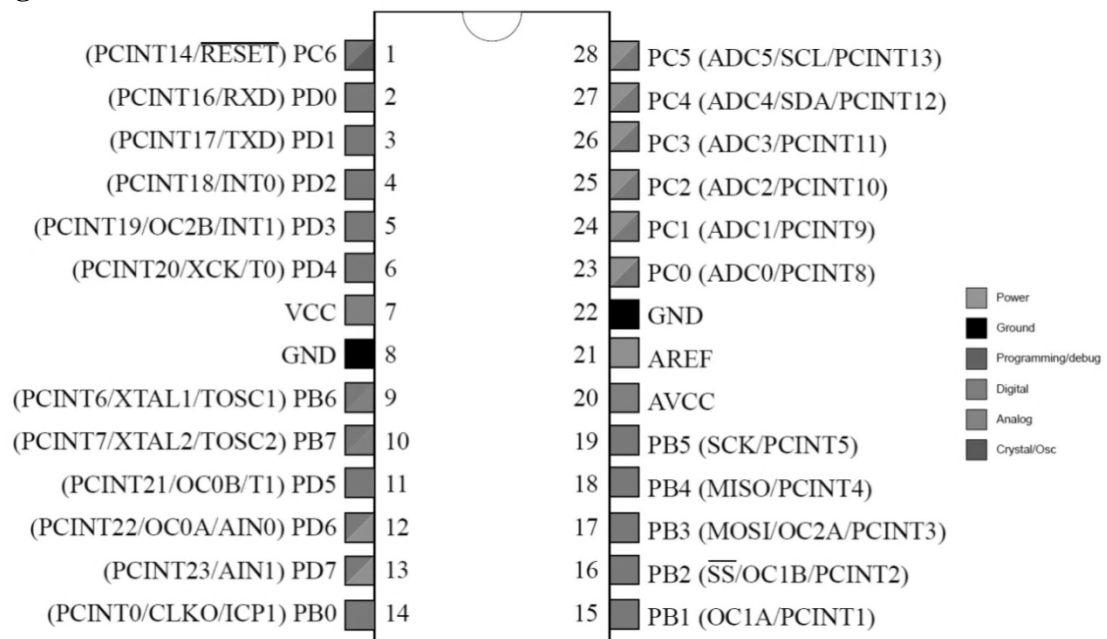 (PCINT14/RESET) PC6 1
(PCINT16/RXD) PD0 2
(PCINT17/TXD) PD1 3
(PCINT18/INT0) PD2 4
(PCINT19/OC2B/INT1) PD3 5
(PCINT20/XCK/T0) PD4 6
VCC 7
GND 8
(PCINT6/XTAL1/TOSC1) PB6 9
(PCINT7/XTAL2/TOSC2) PB7 10
(PCINT21/OC0B/T1) PD5 11
(PCINT22/OC0A/AIN0) PD6 12
(PCINT23/AIN1) PD7 13
(PCINT0/CLKO/ICP1) PB0 14
28 PC5 (ADC5/SCL/PCINT13)
27 PC4 (ADC4/SDA/PCINT12)
26 PC3 (ADC3/PCINT11)
25 PC2 (ADC2/PCINT10)
24 PC1 (ADC1/PCINT9)
23 PC0 (ADC0/PCINT8)
22 GND
21 AREF
20 AVCC
19 PB5 (SCK/PCINT5)
18 PB4 (MISO/PCINT4)
17 PB3 (MOSI/OC2A/PCINT3)
16 PB2 (SS/OC1B/PCINT2)
15 PB1 (OC1A/PCINT1)
Power
Ground
Programming/debug
Digital
Analog
Crystal/Osc